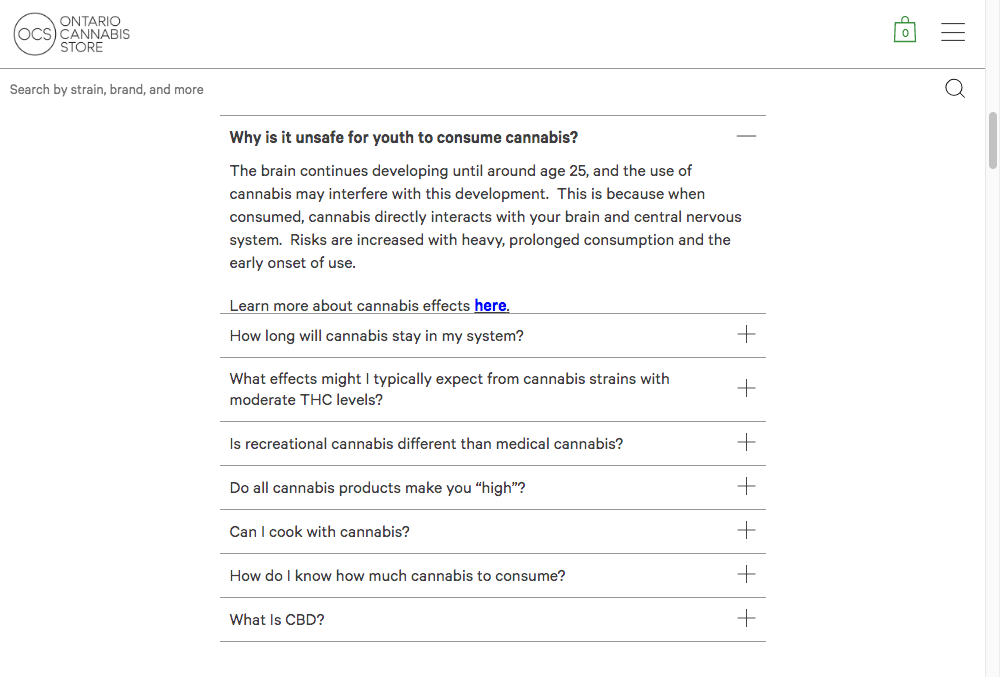 OCS
ONTARIO
CANNABIS
STORE
0
Search by strain, brand, and more
Why is it unsafe for youth to consume cannabis?
The brain continues developing until around age 25, and the use of
cannabis may interfere with this development.  This is because when
consumed, cannabis directly interacts with your brain and central nervous
system.  Risks are increased with heavy, prolonged consumption and the
early onset of use.
Learn more about cannabis effects here.
How long will cannabis stay in my system?
What effects might I typically expect from cannabis strains with
moderate THC levels?
Is recreational cannabis different than medical cannabis?
Do all cannabis products make you “high”?
Can I cook with cannabis?
How do I know how much cannabis to consume?
What Is CBD?